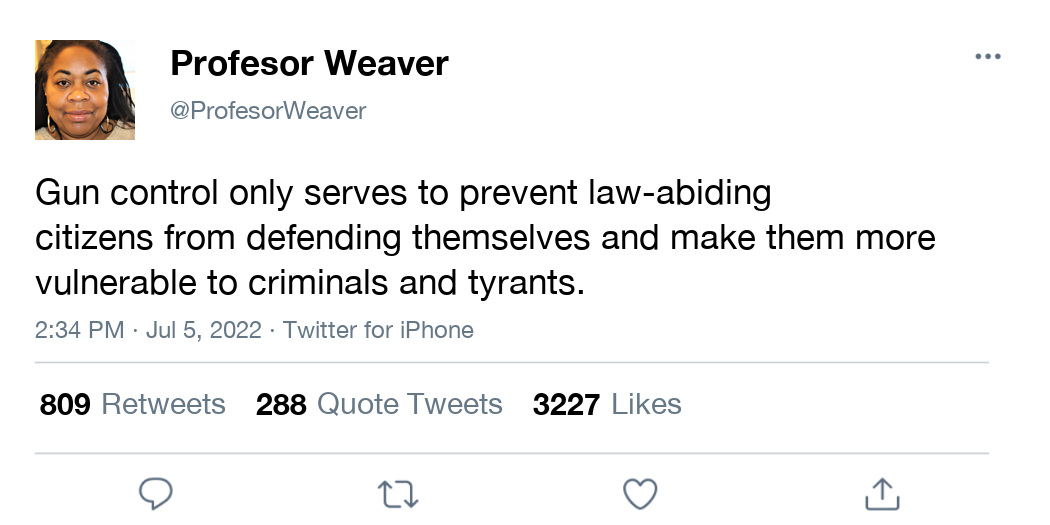 Profesor Weaver
@ProfesorWeaver
Gun control only serves to prevent law-abiding
citizens from defending themselves and make them more
vulnerable to criminals and tyrants.
2:34 PM · Jul 5, 2022 · Twitter for iPhone
809 Retweets 288 Quote Tweets 3227 Likes